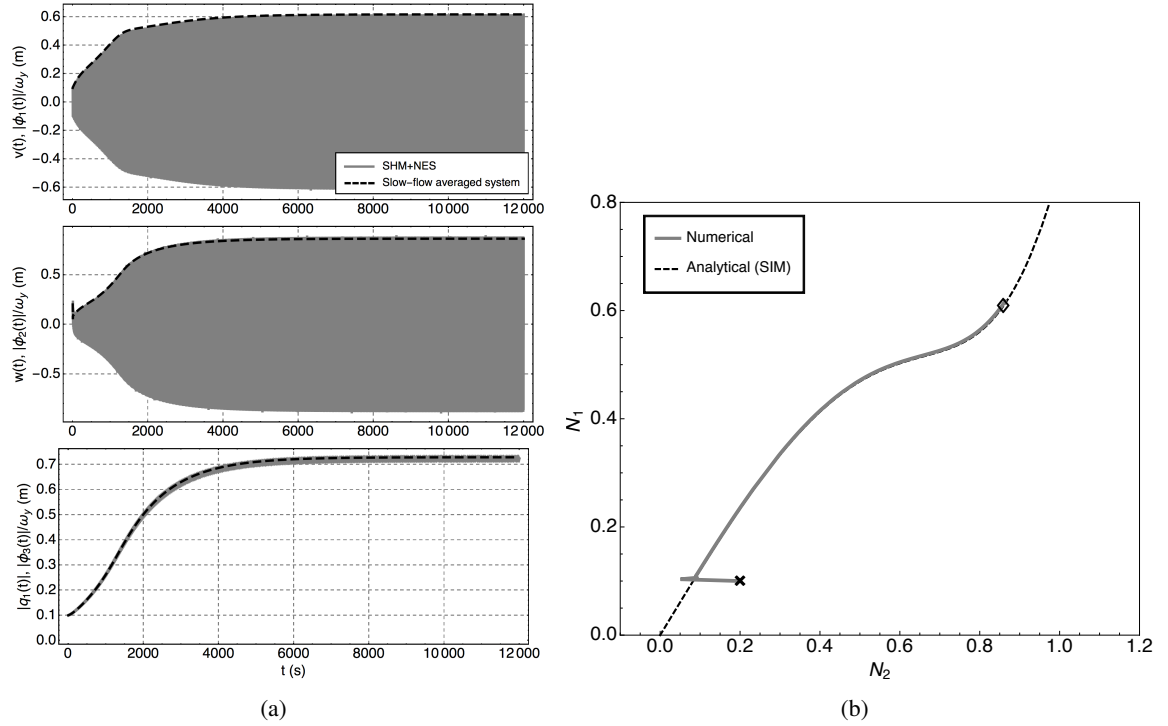 v(t), |ϕ1(t)|/ωy (m)
0.6
0.4
0.2
0.0
−0.2
−0.4
−0.6
SHM+NES
Slow−flow averaged system
0 2000 4000 6000 8000 10 000 12 000
w(t), |ϕ2(t)|/ωy (m)
0.5
0.0
−0.5
0 2000 4000 6000 8000 10 000 12 000
|q1(t)|, |ϕ3(t)|/ωy (m)
0.7
0.6
0.5
0.4
0.3
0.2
0.1
0.0
0 2000 4000 6000 8000 10 000 12 000
t (s)
(a)
N1
0.8
0.6
0.4
0.2
0.0
Numerical
Analytical (SIM)
0.0 0.2 0.4 0.6 0.8 1.0 1.2
N2
(b)